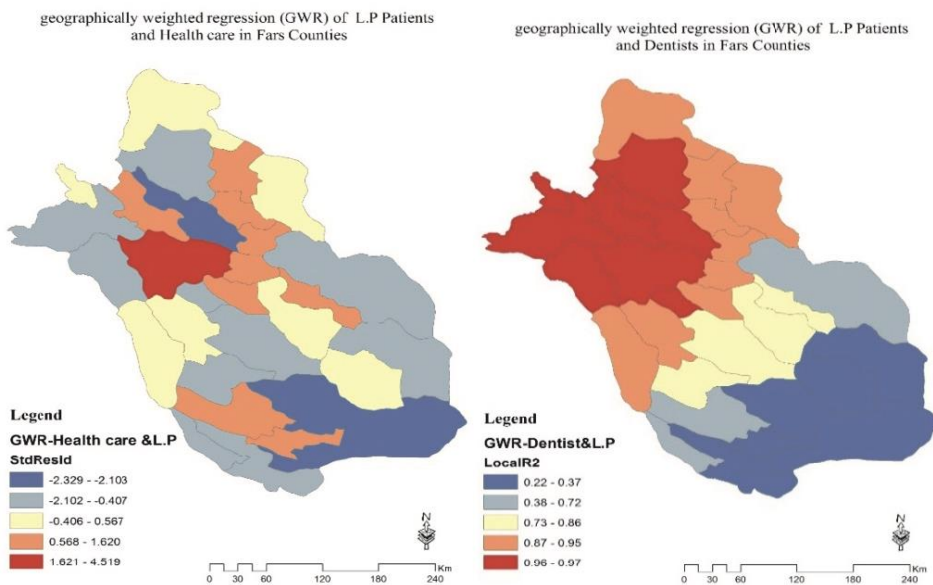 geographically weighted regression (GWR) of L.P Patients
and Health care in Fars Counties
Legend
GWR-Health care &L.P
StdResid
-2.329 - -2.103
-2.102 - -0.407
-0.406 - 0.567
0.568 - 1.620
1.621 - 4.519
N
0 30 60 120 180 240
Km
geographically weighted regression (GWR) of L.P Patients
and Dentists in Fars Counties
Legend
GWR-Dentist&L.P
LocalR2
0.22 - 0.37
0.38 - 0.72
0.73 - 0.86
0.87 - 0.95
0.96 - 0.97
N
0 30 60 120 180 240
Km